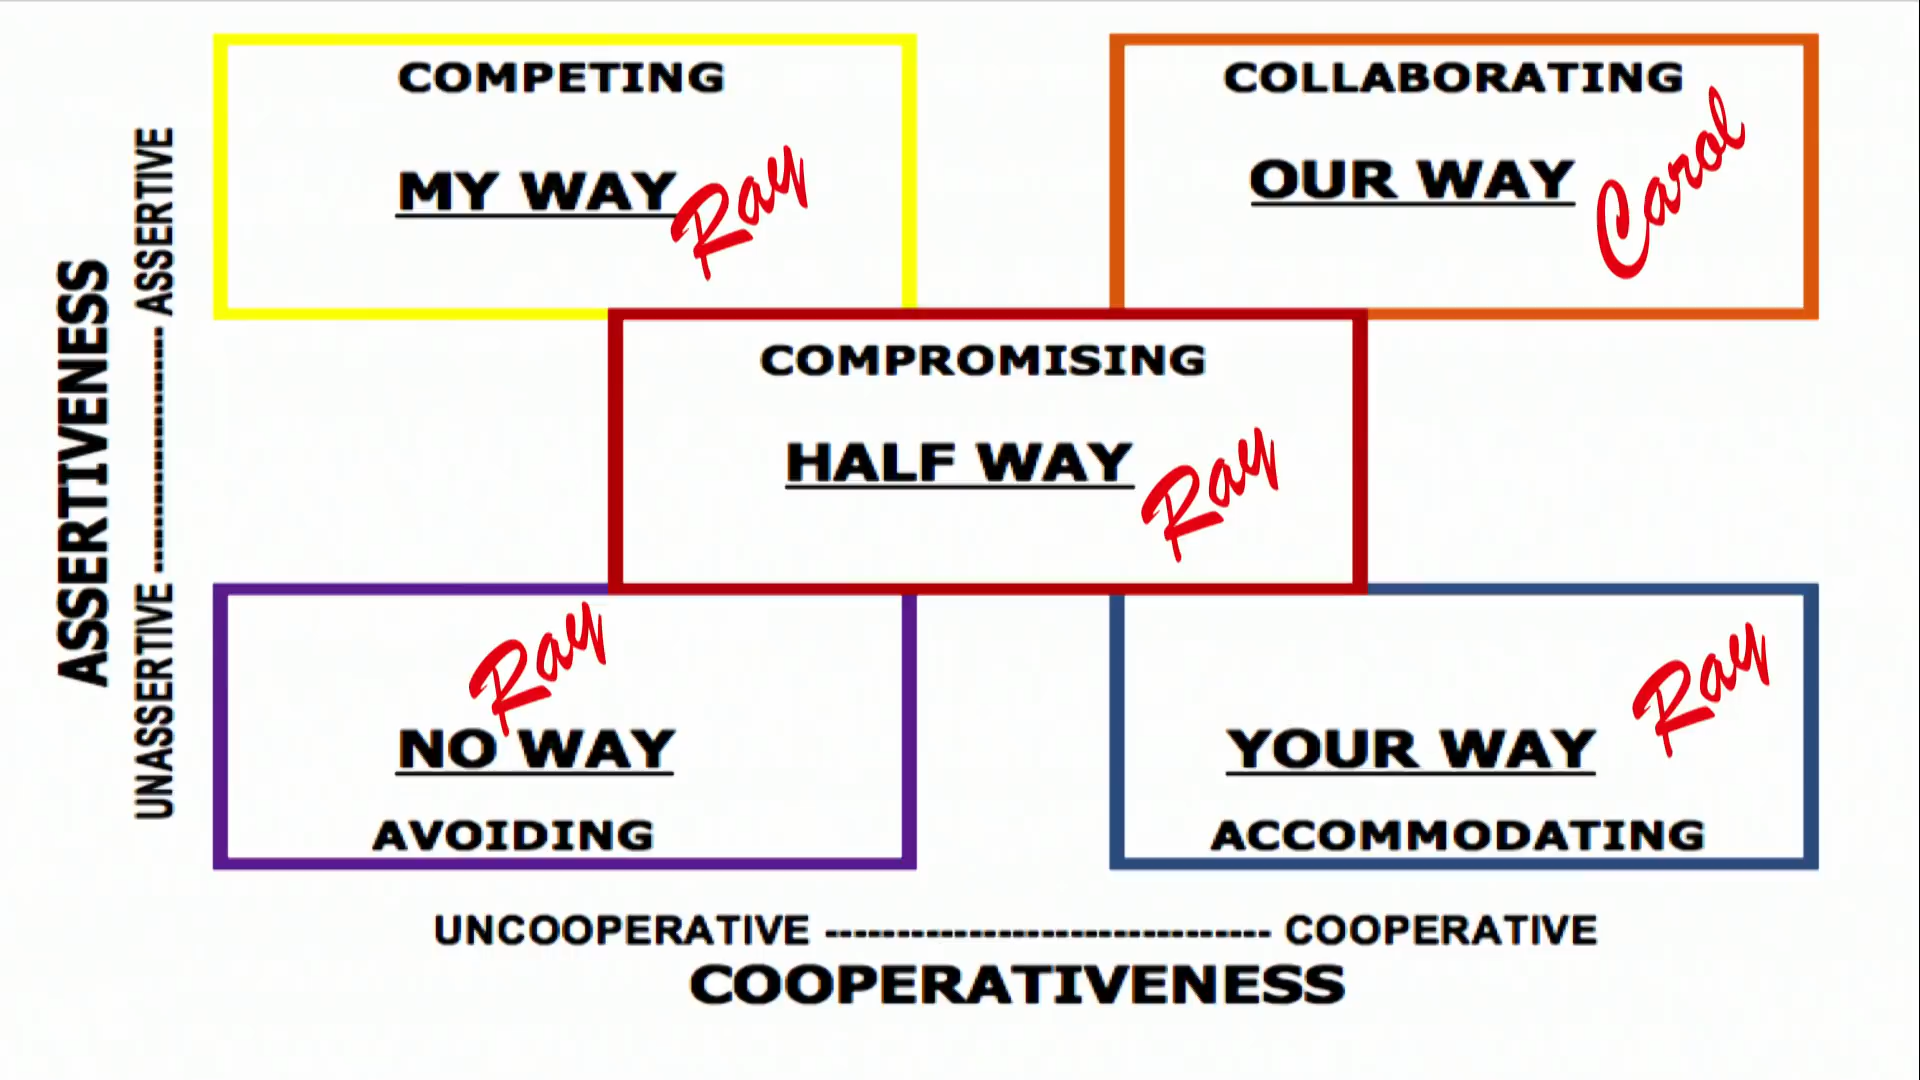 COMPETING
MY WAY
Ray
COLLABORATING
OUR WAY
Carol
COMPROMISING
HALF WAY
Ray
Ray
NO WAY
AVOIDING
Ray
YOUR WAY
ACCOMMODATING
ASSERTIVENESS
UNASSERTIVE ------------------------------ ASSERTIVE
UNCOOPERATIVE ------------------------------- COOPERATIVE
COOPERATIVENESS